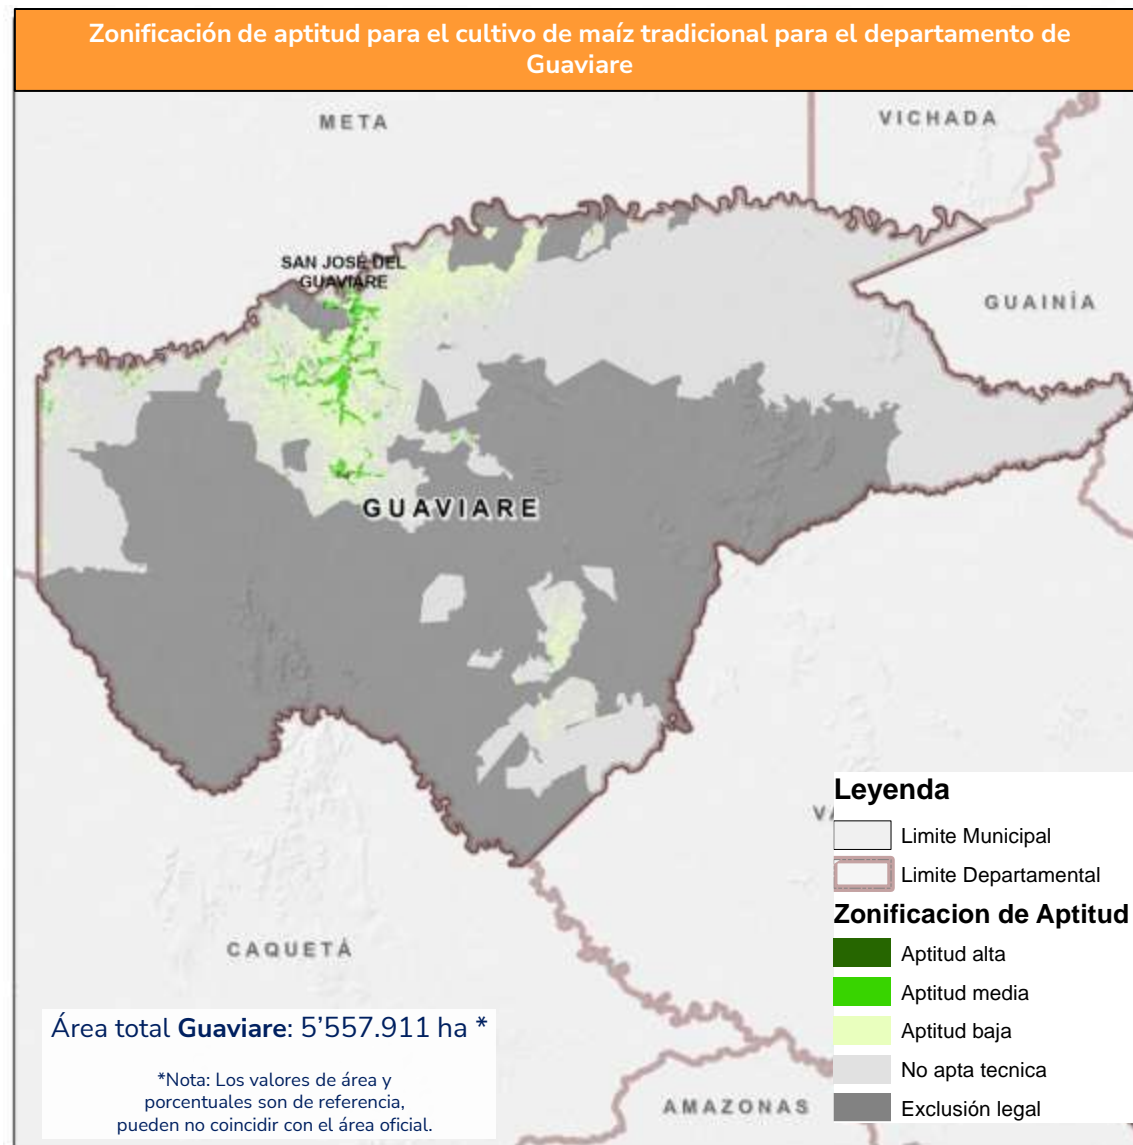 Zonificación de aptitud para el cultivo de maíz tradicional para el departamento de
Guaviare
META
VICHADA
SAN JOSÉ DEL
GUAVIARE
GUAINÍA
GUAVIARE
CAQUETÁ
AMAZONAS
Leyenda
Limite Municipal
Limite Departamental
Zonificacion de Aptitud
Aptitud alta
Aptitud media
Aptitud baja
No apta tecnica
Exclusión legal
Área total Guaviare: 5’557.911 ha *
*Nota: Los valores de área y
porcentuales son de referencia,
pueden no coincidir con el área oficial.